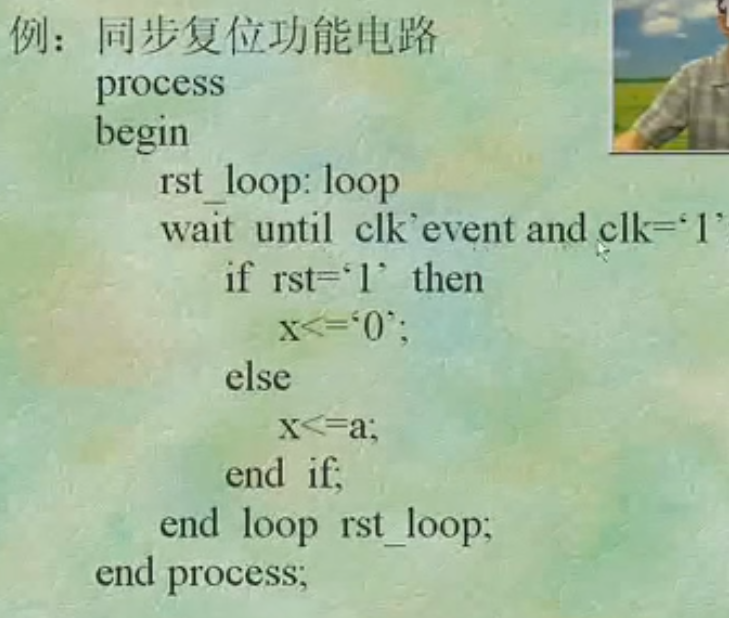 例：同步复位功能电路
process
begin
rst_loop: loop
wait until clk’event and clk=‘1’
if rst=‘1’ then
x<=‘0’;
else
x<=a;
end if;
end loop rst_loop;
end process;